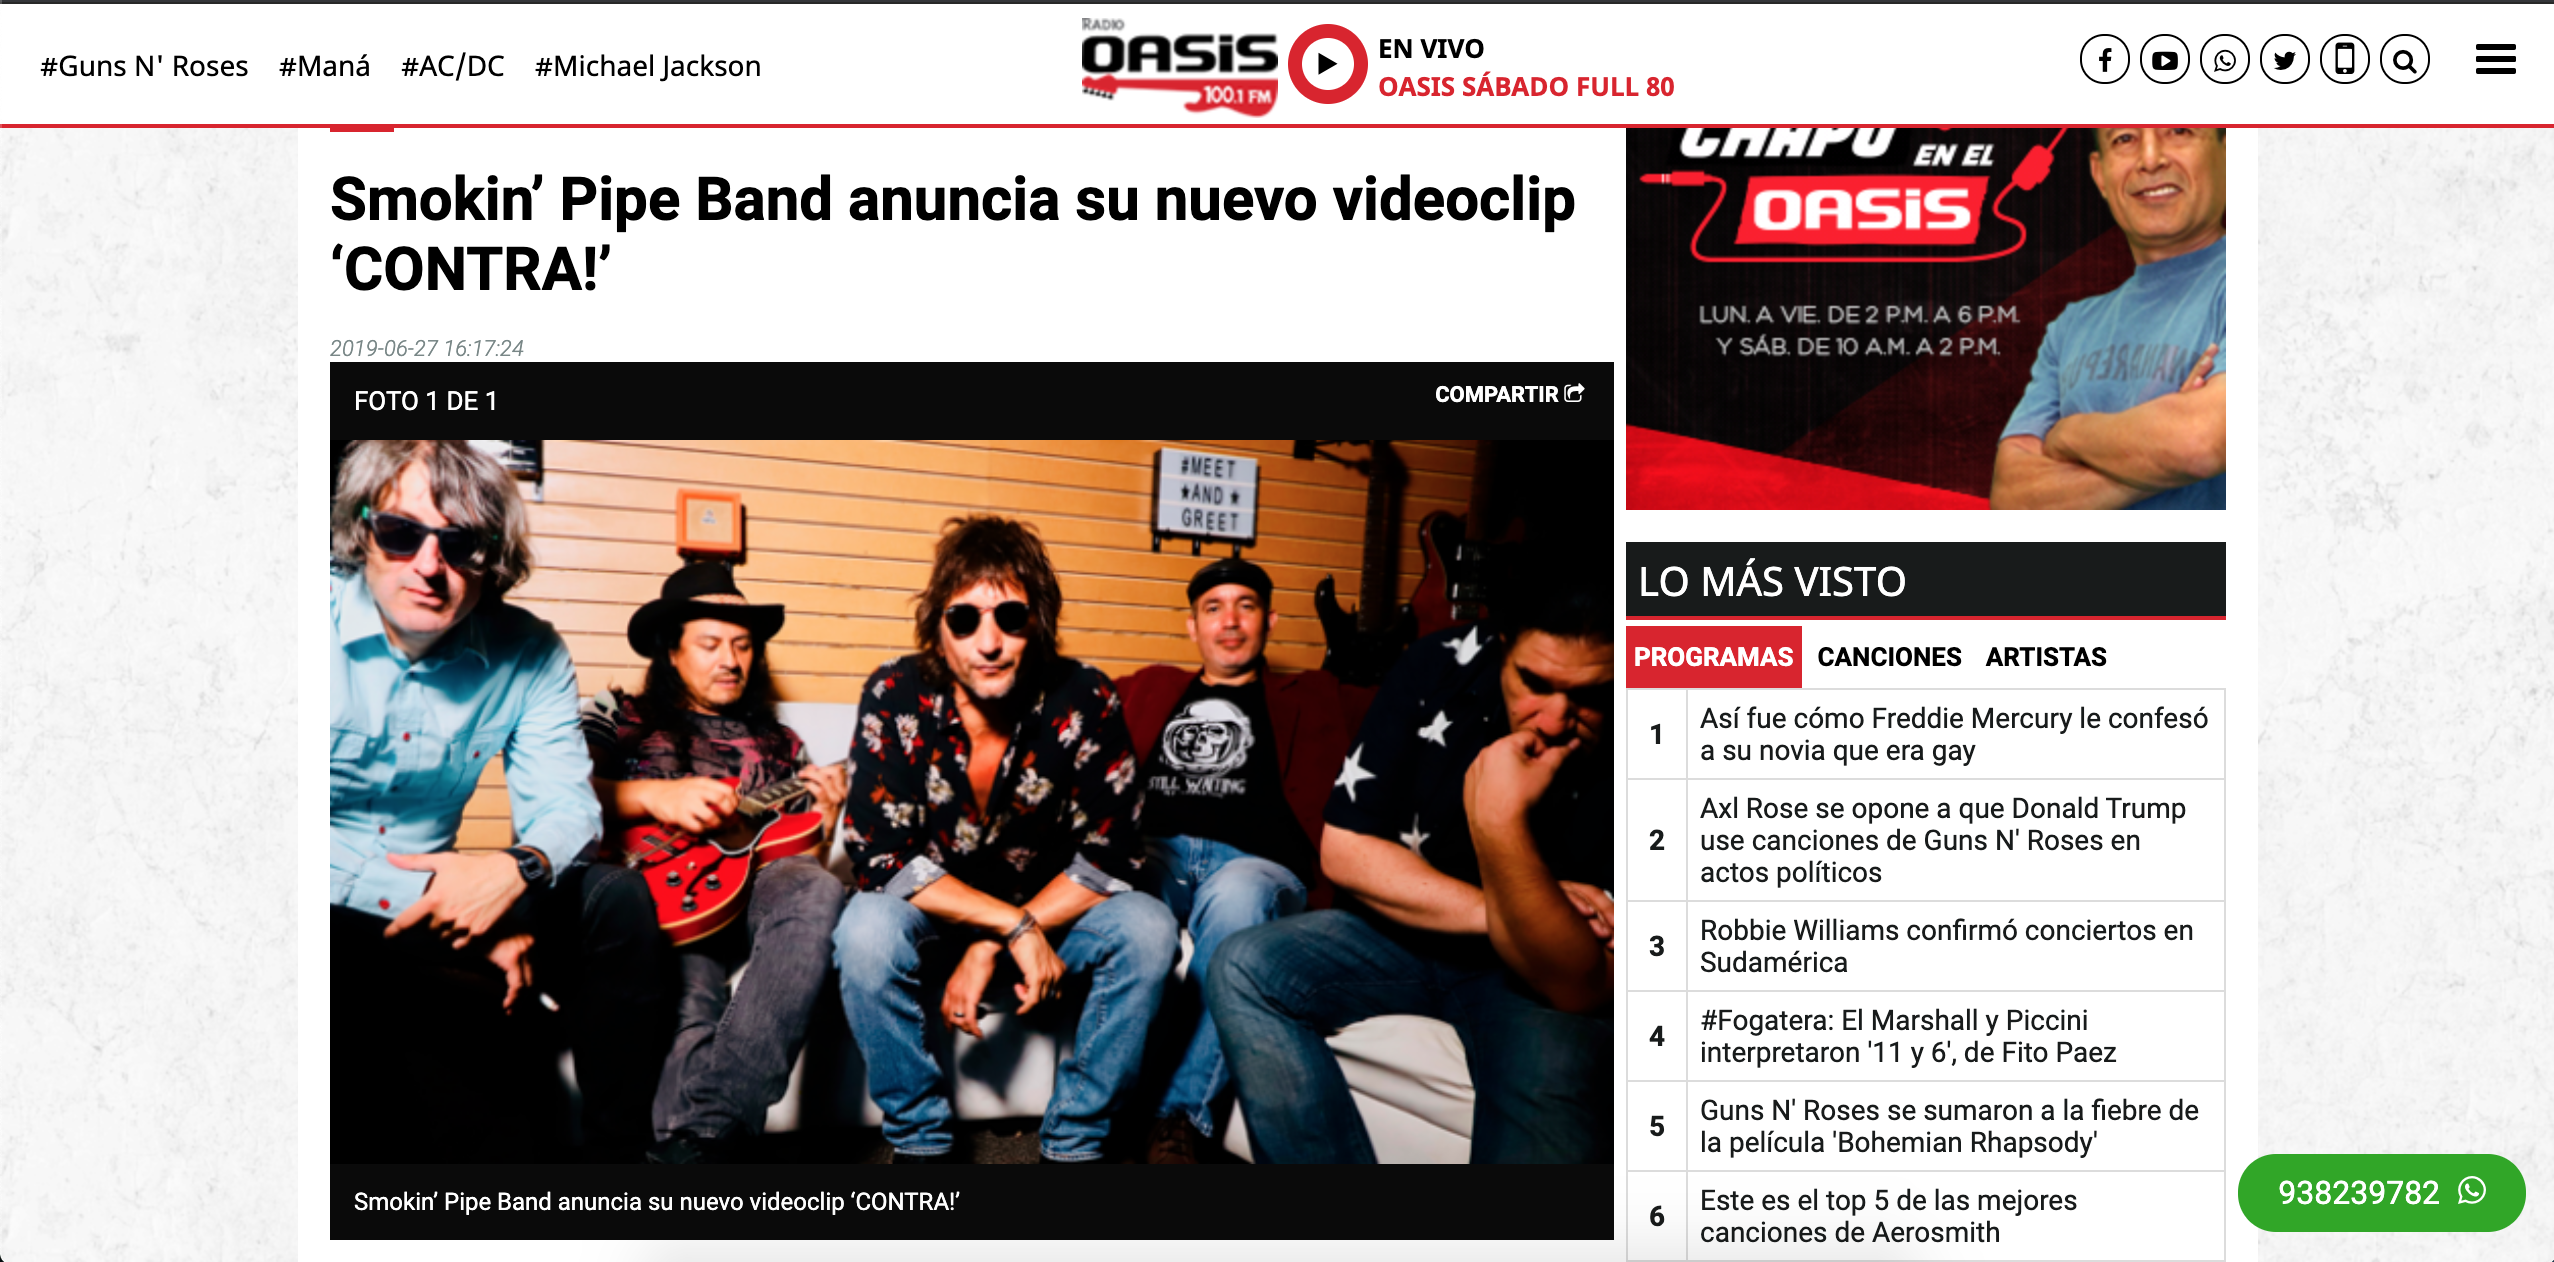 #Guns N' Roses #Maná #AC/DC #Michael Jackson
RADIO
OASIS
100.1 FM
EN VIVO
OASIS SÁBADO FULL 80
Smokin’ Pipe Band anuncia su nuevo videoclip
‘CONTRA!’
2019-06-27 16:17:24
FOTO 1 DE 1
COMPARTIR
#MEET
★AND★
GREET
STILL WAITING
Smokin’ Pipe Band anuncia su nuevo videoclip ‘CONTRA!’
CHAPU
EN EL
OASIS
LUN. A VIE. DE 2 P.M. A 6 P.M.
Y SÁB. DE 10 A.M. A 2 P.M.
LO MÁS VISTO
PROGRAMAS CANCIONES ARTISTAS
1 Así fue cómo Freddie Mercury le confesó
a su novia que era gay
2 Axl Rose se opone a que Donald Trump
use canciones de Guns N' Roses en
actos políticos
3 Robbie Williams confirmó conciertos en
Sudamérica
4 #Fogatera: El Marshall y Piccini
interpretaron '11 y 6', de Fito Paez
5 Guns N' Roses se sumaron a la fiebre de
la película 'Bohemian Rhapsody'
6 Este es el top 5 de las mejores
canciones de Aerosmith
938239782